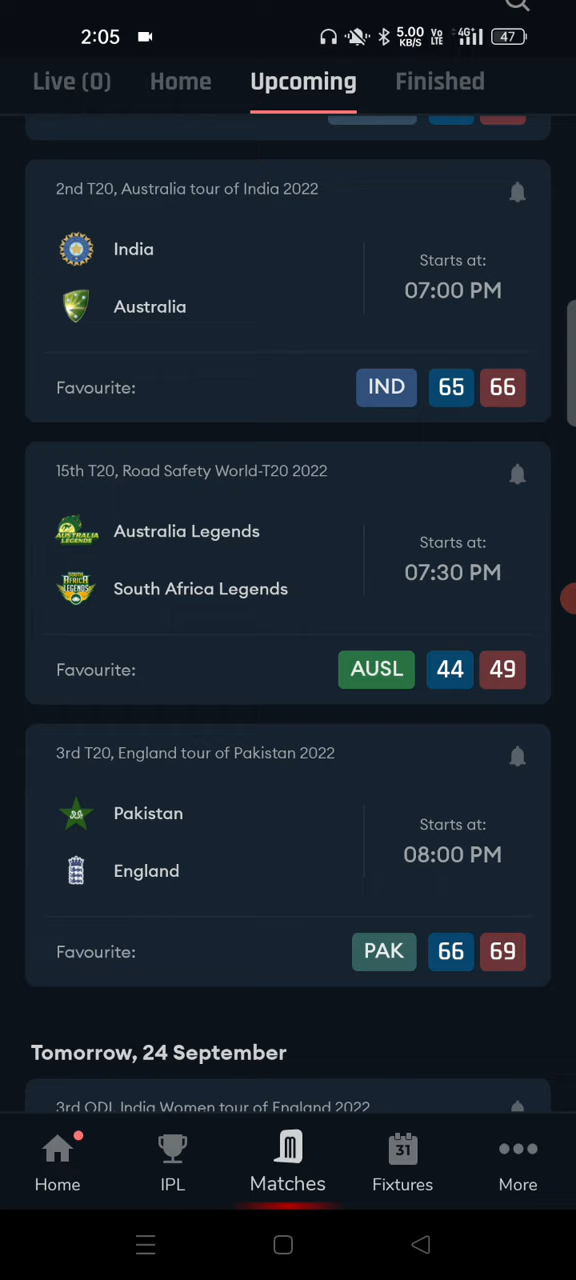 2:05 5.00 KB/S Vo LTE 4G 47
Live (0) Home Upcoming Finished
2nd T20, Australia tour of India 2022
India
Australia
Starts at:
07:00 PM
Favourite: IND 65 66
15th T20, Road Safety World-T20 2022
Australia Legends
South Africa Legends
Starts at:
07:30 PM
Favourite: AUSL 44 49
3rd T20, England tour of Pakistan 2022
Pakistan
England
Starts at:
08:00 PM
Favourite: PAK 66 69
Tomorrow, 24 September
3rd ODI, India Women tour of England 2022
31
Home IPL Matches Fixtures More